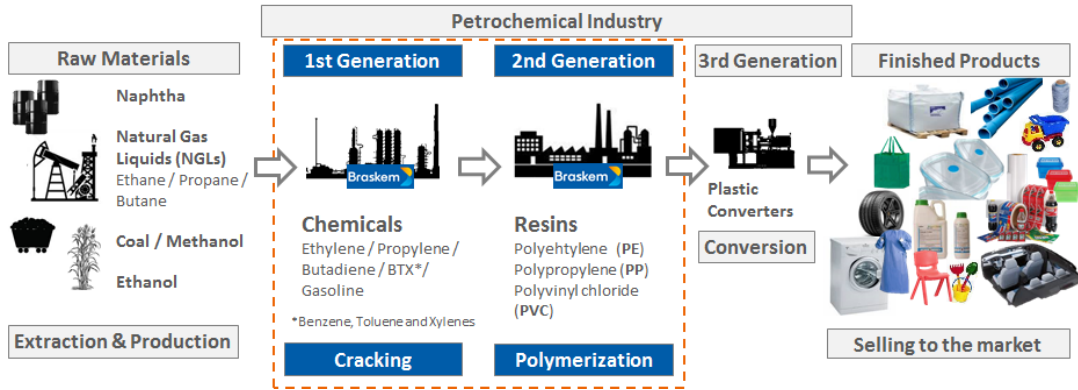 Petrochemical Industry
Raw Materials
Naphtha
Natural Gas
Liquids (NGLs)
Ethane / Propane /
Butane
Coal / Methanol
Ethanol
Extraction & Production
1st Generation
Braskem
Chemicals
Ethylene / Propylene /
Butadiene / BTX*/
Gasoline
*Benzene, Toluene and Xylenes
Cracking
2nd Generation
Braskem
Resins
Polyehtylene (PE)
Polypropylene (PP)
Polyvinyl chloride
(PVC)
Polymerization
3rd Generation
Plastic
Converters
Conversion
Finished Products
Selling to the market